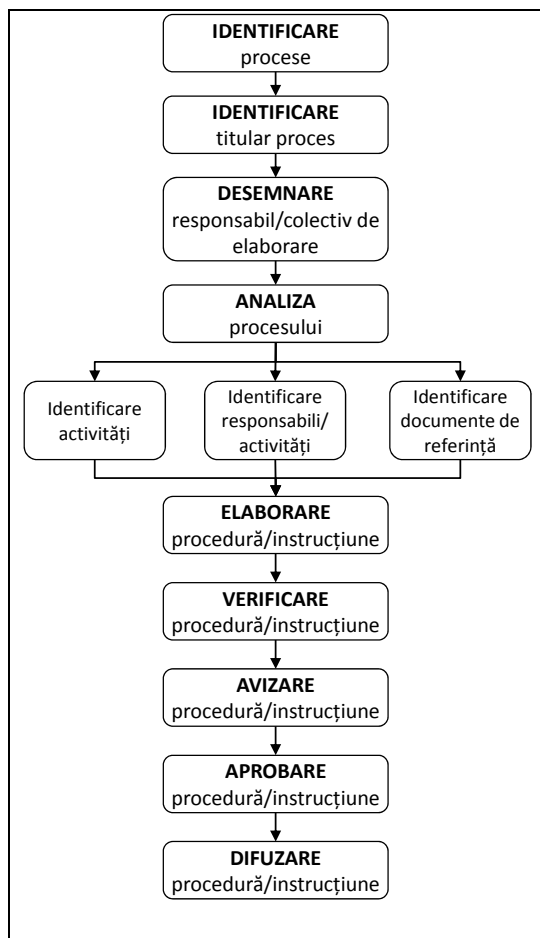 IDENTIFICARE
procese
IDENTIFICARE
titular proces
DESEMNARE
responsabil/colectiv de
elaborare
ANALIZA
procesului
Identificare
activități
Identificare
responsabili/
activități
Identificare
documente de
referință
ELABORARE
procedură/instrucțiune
VERIFICARE
procedură/instrucțiune
AVIZARE
procedură/instrucțiune
APROBARE
procedură/instrucțiune
DIFUZARE
procedură/instrucțiune